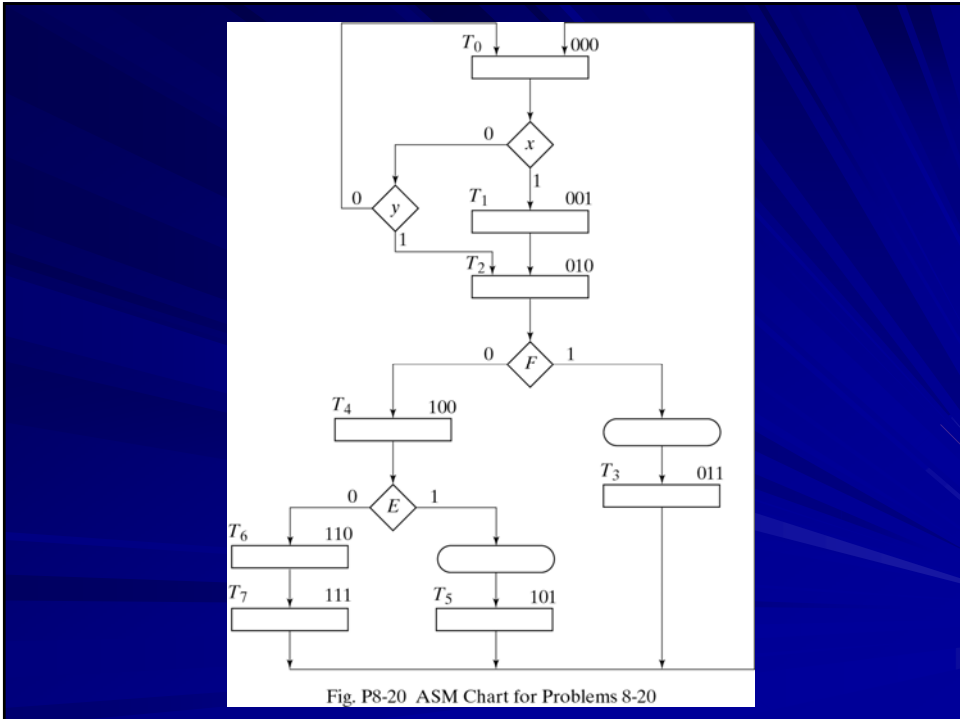 T0 000
0 x
1
0 y
1
T1 001
T2 010
0 F 1
T4 100
T3 011
0 E 1
T6 110
T7 111
T5 101
Fig. P8-20 ASM Chart for Problems 8-20